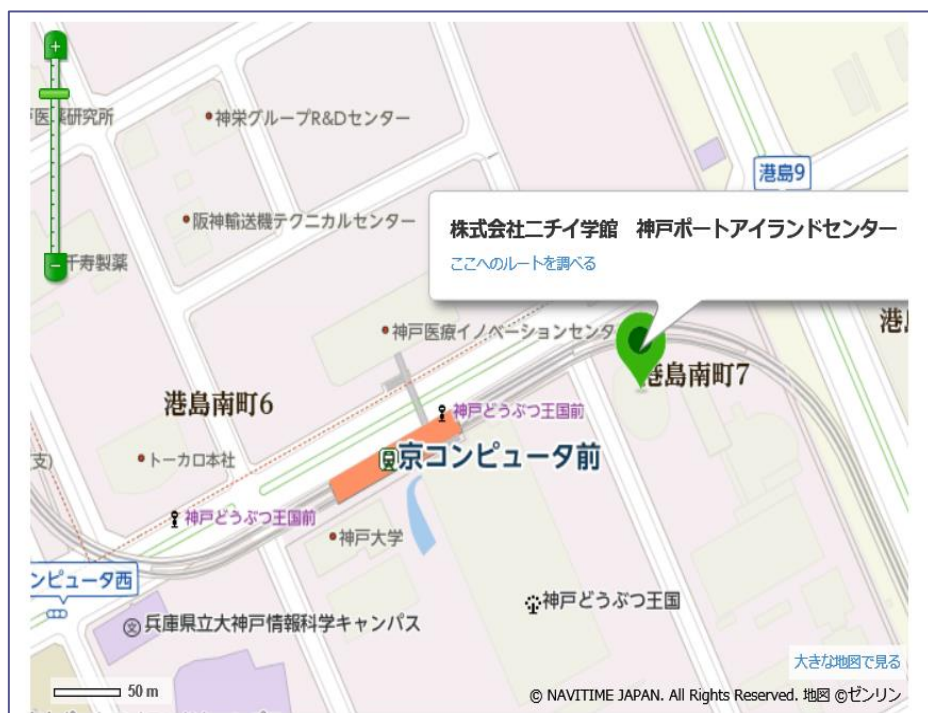 医薬研究所
神栄グループR&Dセンター
港島9
阪神輸送機テクニカルセンター
株式会社ニチイ学館 神戸ポートアイランドセンター
ここへのルートを調べる
千寿製薬
神戸医療イノベーションセンタ
港島
港島南町7
港島南町6
神戸どうぶつ王国前
京コンピュータ前
支)
トーカロ本社
神戸どうぶつ王国前
神戸大学
ンピュータ西
神戸どうぶつ王国
文
兵庫県立大神戸情報科学キャンパス
大きな地図で見る
50 m
© NAVITIME JAPAN. All Rights Reserved. 地図 ©ゼンリン